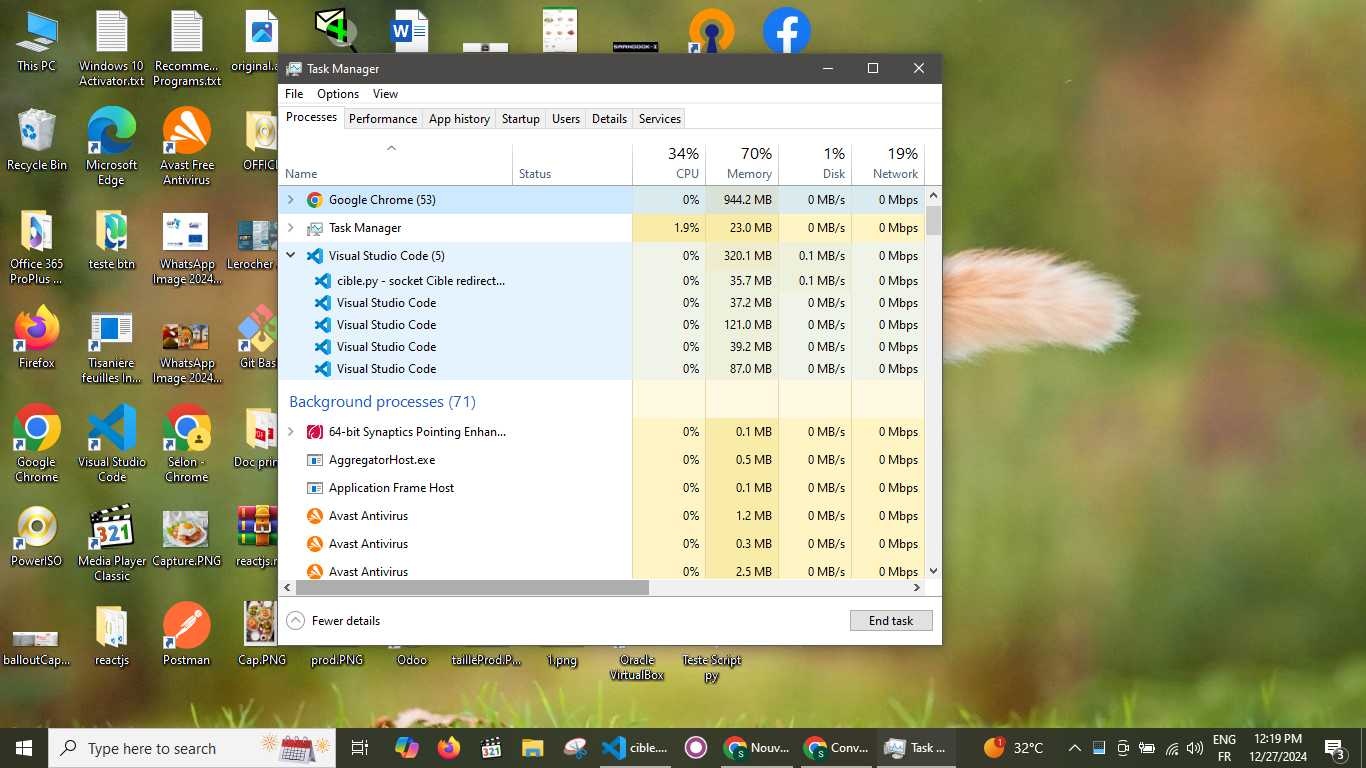 This PC
Windows 10
Activator.txt
Recomme...
Programs.txt
original.a
Recycle Bin
Microsoft
Edge
Avast Free
Antivirus
OFFIC
Office 365
ProPlus ...
teste btn
WhatsApp
Image 2024...
Lerocher
Firefox
Tisanière
feuilles In...
WhatsApp
Image 2024...
Git Bas
Google
Chrome
Visual Studio
Code
Selon -
Chrome
Doc prin
PowerISO
Media Player
Classic
Capture.PNG
reactjs.r
balloutCap...
reactjs
Postman
Cap.PNG
prod.PNG
Odoo
tailleProd.P...
1.png
Oracle
VirtualBox
Teste Script
py
Task Manager
File Options View
Processes Performance App history Startup Users Details Services
34% 70% 1% 19%
Name Status CPU Memory Disk Network
Google Chrome (53) 0% 944.2 MB 0 MB/s 0 Mbps
Task Manager 1.9% 23.0 MB 0 MB/s 0 Mbps
Visual Studio Code (5) 0% 320.1 MB 0.1 MB/s 0 Mbps
cible.py - socket Cible redirect... 0% 35.7 MB 0.1 MB/s 0 Mbps
Visual Studio Code 0% 37.2 MB 0 MB/s 0 Mbps
Visual Studio Code 0% 121.0 MB 0 MB/s 0 Mbps
Visual Studio Code 0% 39.2 MB 0 MB/s 0 Mbps
Visual Studio Code 0% 87.0 MB 0 MB/s 0 Mbps
Background processes (71)
64-bit Synaptics Pointing Enhan... 0% 0.1 MB 0 MB/s 0 Mbps
AggregatorHost.exe 0% 0.5 MB 0 MB/s 0 Mbps
Application Frame Host 0% 0.1 MB 0 MB/s 0 Mbps
Avast Antivirus 0% 1.2 MB 0 MB/s 0 Mbps
Avast Antivirus 0% 0.3 MB 0 MB/s 0 Mbps
Avast Antivirus 0% 2.5 MB 0 MB/s 0 Mbps
Fewer details End task
Type here to search
cible....
Nouv...
Conv...
Task ...
1
32°C
ENG
FR
12:19 PM
12/27/2024
3